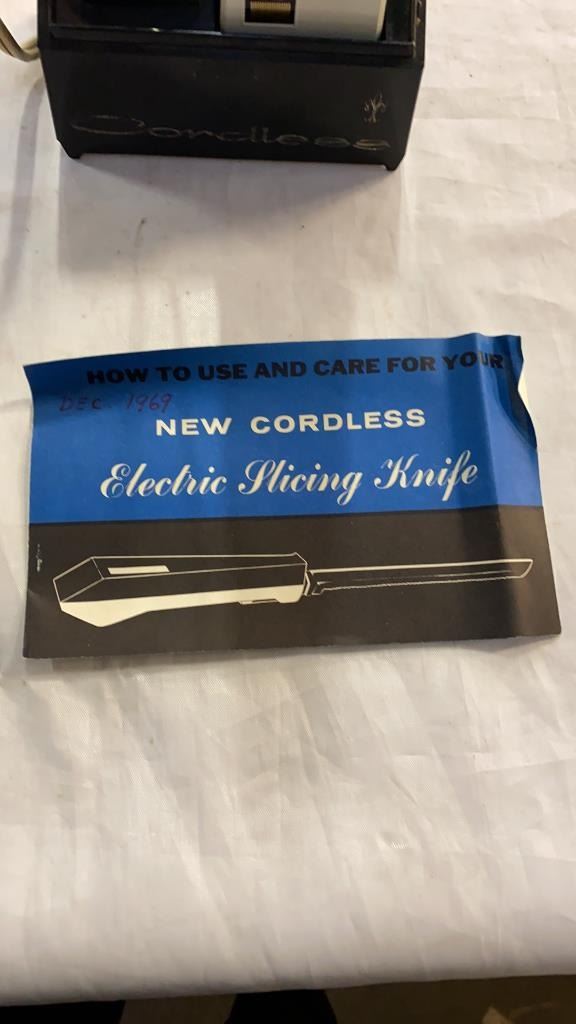 Cordless
HOW TO USE AND CARE FOR YOUR
DEC. 1969
NEW CORDLESS
Electric Slicing Knife